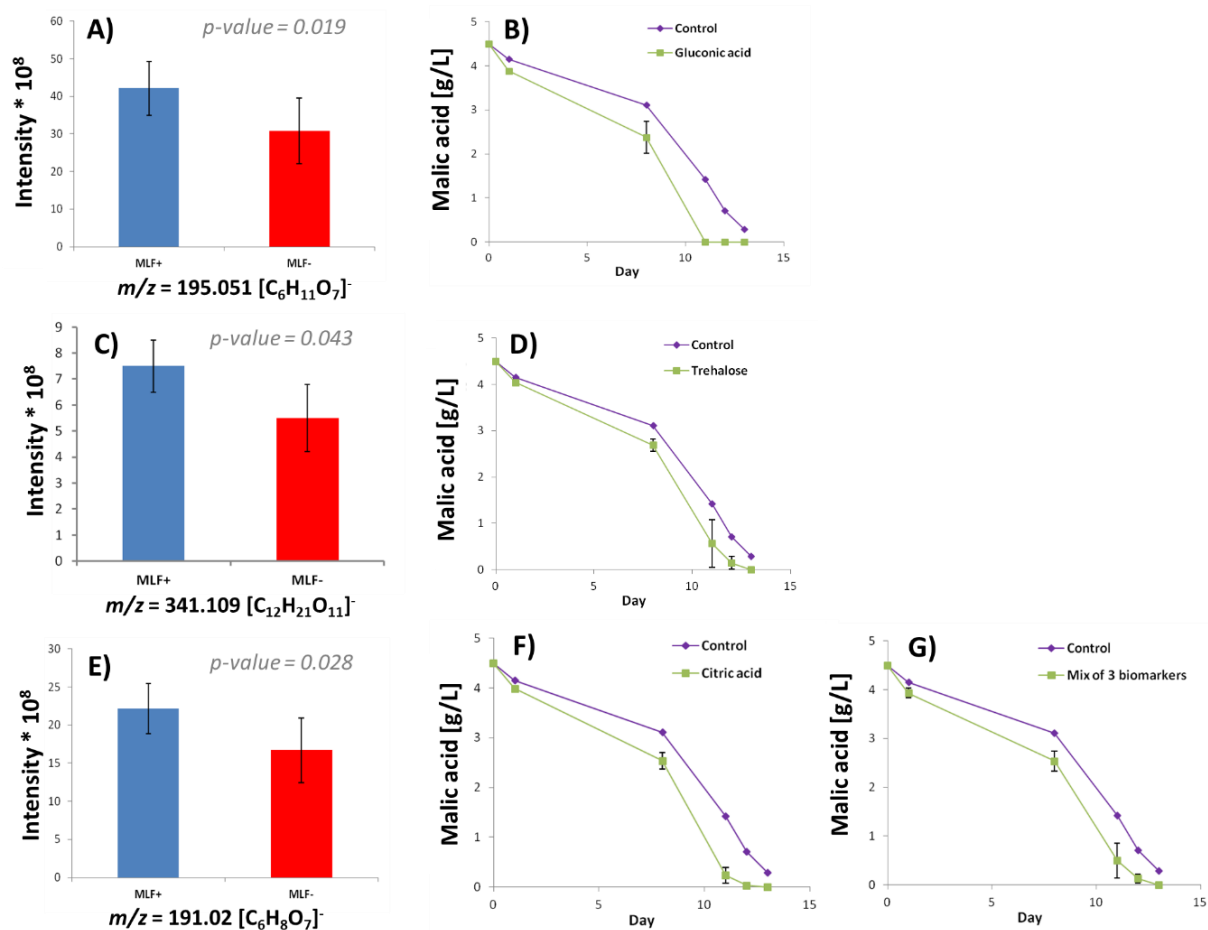 A)
p-value = 0.019
Intensity * 10⁸
60
50
40
30
20
10
0
MLF+ MLF-
m/z = 195.051 [C₆H₁₁O₇]⁻
B)
Control
Gluconic acid
Malic acid [g/L]
5
4
3
2
1
0
0 5 10 15
Day
C)
p-value = 0.043
Intensity * 10⁸
9
8
7
6
5
4
3
2
1
0
MLF+ MLF-
m/z = 341.109 [C₁₂H₂₁O₁₁]⁻
D)
Control
Trehalose
Malic acid [g/L]
5
4
3
2
1
0
0 5 10 15
Day
E)
p-value = 0.028
Intensity * 10⁸
30
25
20
15
10
5
0
MLF+ MLF-
m/z = 191.02 [C₆H₈O₇]⁻
F)
Control
Citric acid
Malic acid [g/L]
5
4
3
2
1
0
0 5 10 15
Day
G)
Control
Mix of 3 biomarkers
Malic acid [g/L]
5
4
3
2
1
0
0 5 10 15
Day